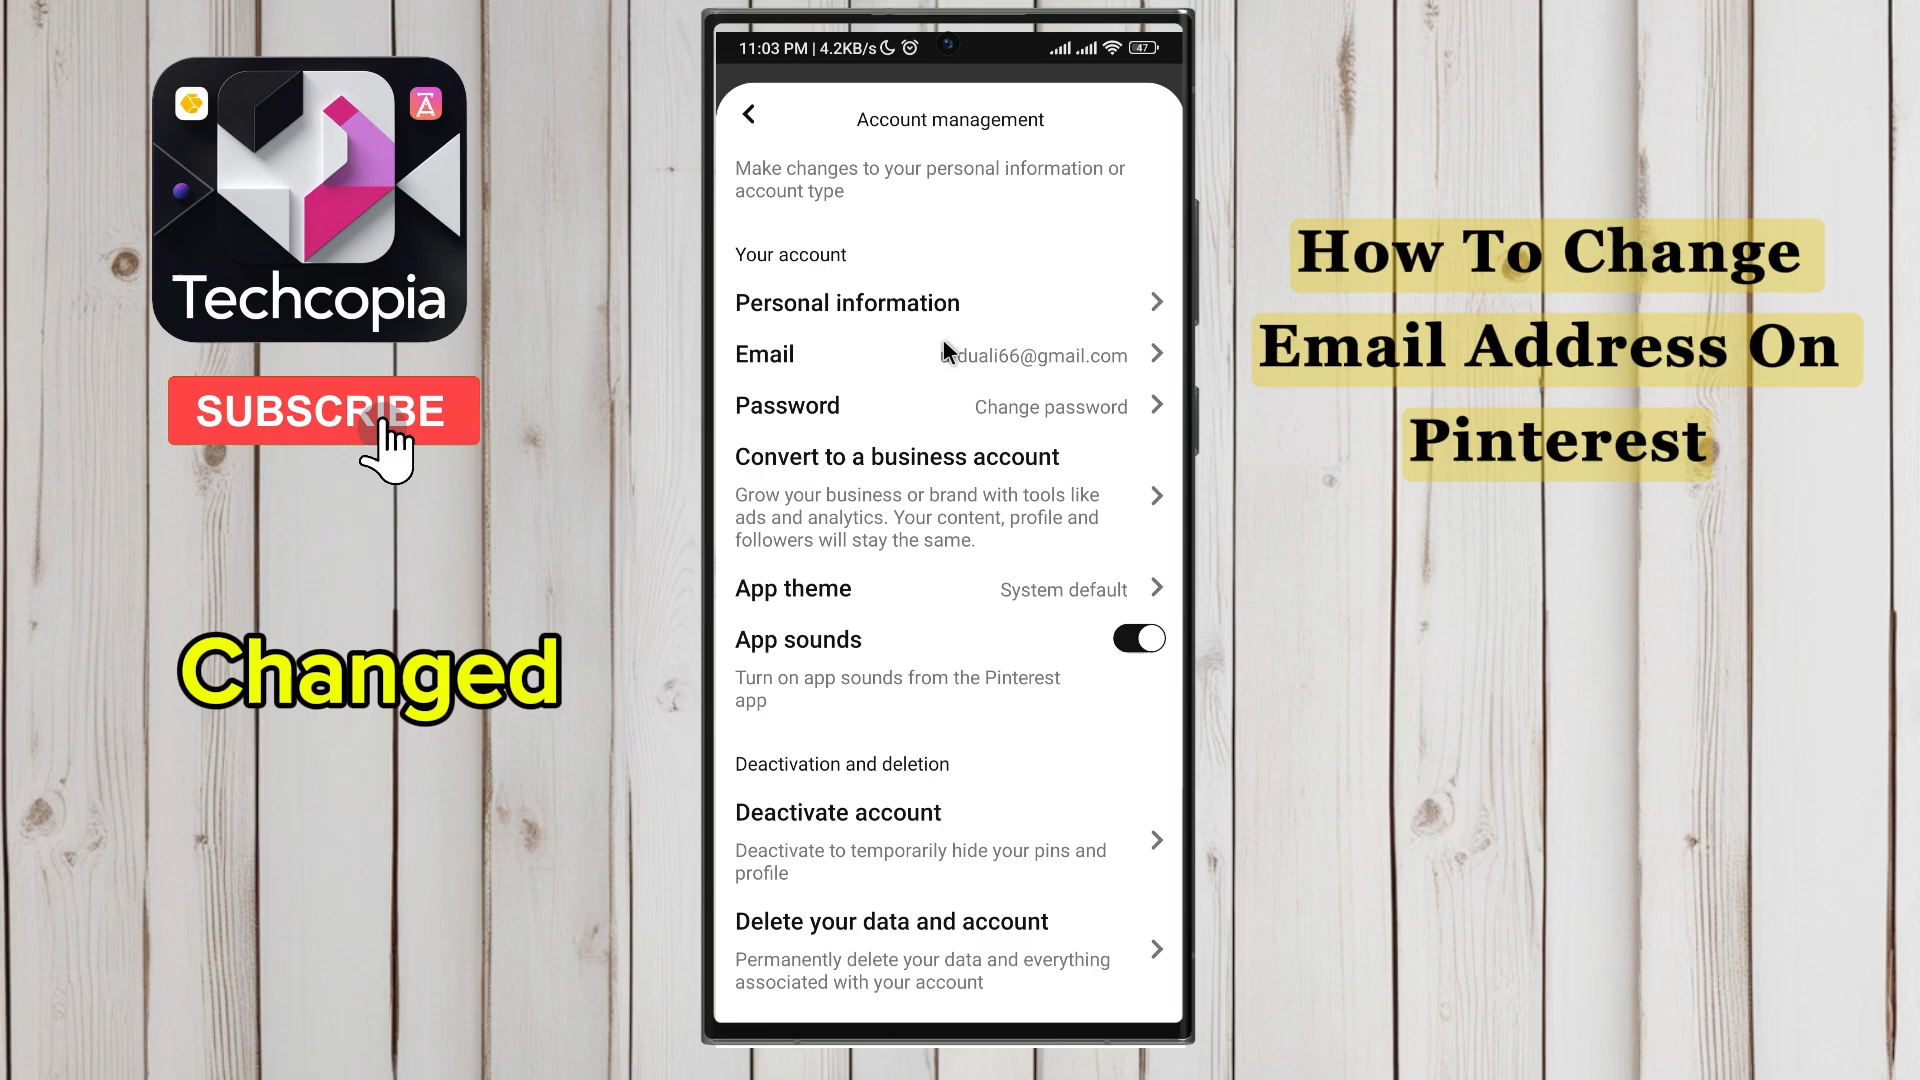 Techcopia
SUBSCRIBE
Changed
11:03 PM | 4.2KB/s
47
Account management
Make changes to your personal information or
account type
Your account
Personal information
Email
duali66@gmail.com
Password
Change password
Convert to a business account
Grow your business or brand with tools like
ads and analytics. Your content, profile and
followers will stay the same.
App theme
System default
App sounds
Turn on app sounds from the Pinterest
app
Deactivation and deletion
Deactivate account
Deactivate to temporarily hide your pins and
profile
Delete your data and account
Permanently delete your data and everything
associated with your account
How To Change
Email Address On
Pinterest